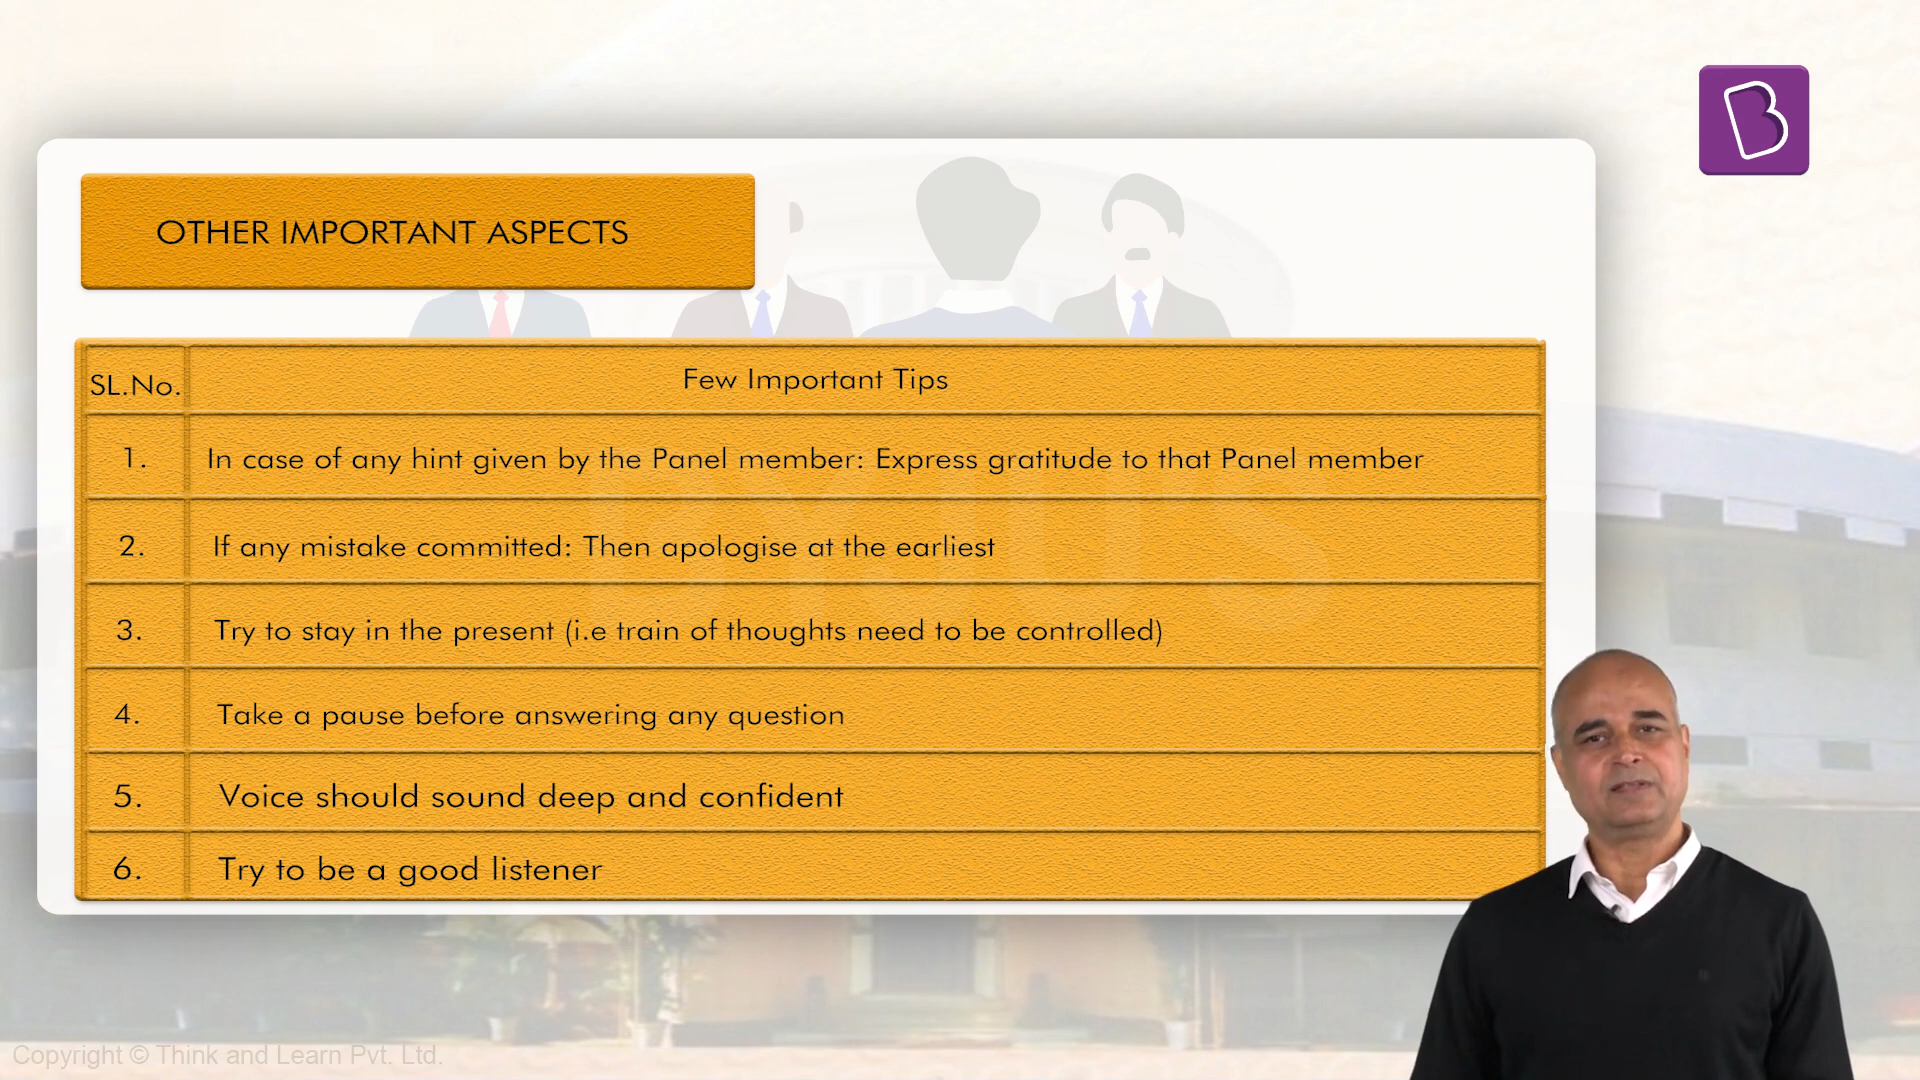 OTHER IMPORTANT ASPECTS
SL.No. Few Important Tips
1. In case of any hint given by the Panel member: Express gratitude to that Panel member
2. If any mistake committed: Then apologise at the earliest
3. Try to stay in the present (i.e train of thoughts need to be controlled)
4. Take a pause before answering any question
5. Voice should sound deep and confident
6. Try to be a good listener
BYJU'S
B
Copyright © Think and Learn Pvt. Ltd.